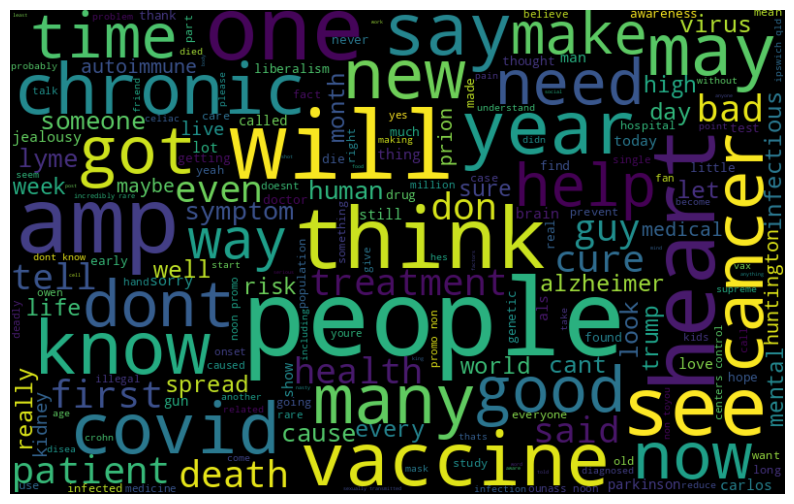 time
one
say
make
may
virus
awareness
mean
problem
thank
part
died
never
believe
probably
autoimmune
liberalism
thought
man
without
chronic
new
need
high
talk
friend
care
please
fact
pain
made
ipswich qld
someone
month
understand
hospital
day
bad
jealousy
live
called
yes
much
prion
year
test
point
lyme
got
celiac
lot
yeah
die
right
making
thing
didn
today
infectious
seem
getting
will
case
find
single
fan
let
little
week
maybe
even
doesnt
human
drug
million
sure
help
become
incredibly rare
doctor
don
brain
prevent
heart
cancer
amp
symptom
still
think
guy
medical
real
way
something
cure
vax
anything
dont know
early
well
start
hes
tell
hand
sorry
risk
treatment
alzheimer
huntington
owen
life
dont
population
including
give
als
genetic
take
look
trump
kids
supreme
deadly
know
noon promo
people
youre
promo non
found
love
control
centers
mental
onset
caused
health
world
cant
hope
call
really
first
spread
show
illegal
gun
going
many
good
everyone
see
kidney
age
another
related
rare
covid
cause
every
thats
said
now
want
crohn
disea
come
mask
study
old
long
patient
death
vaccine
diagnosed
parkinson
reduce
carlos
use
infected
medicine
infection
ounass noon